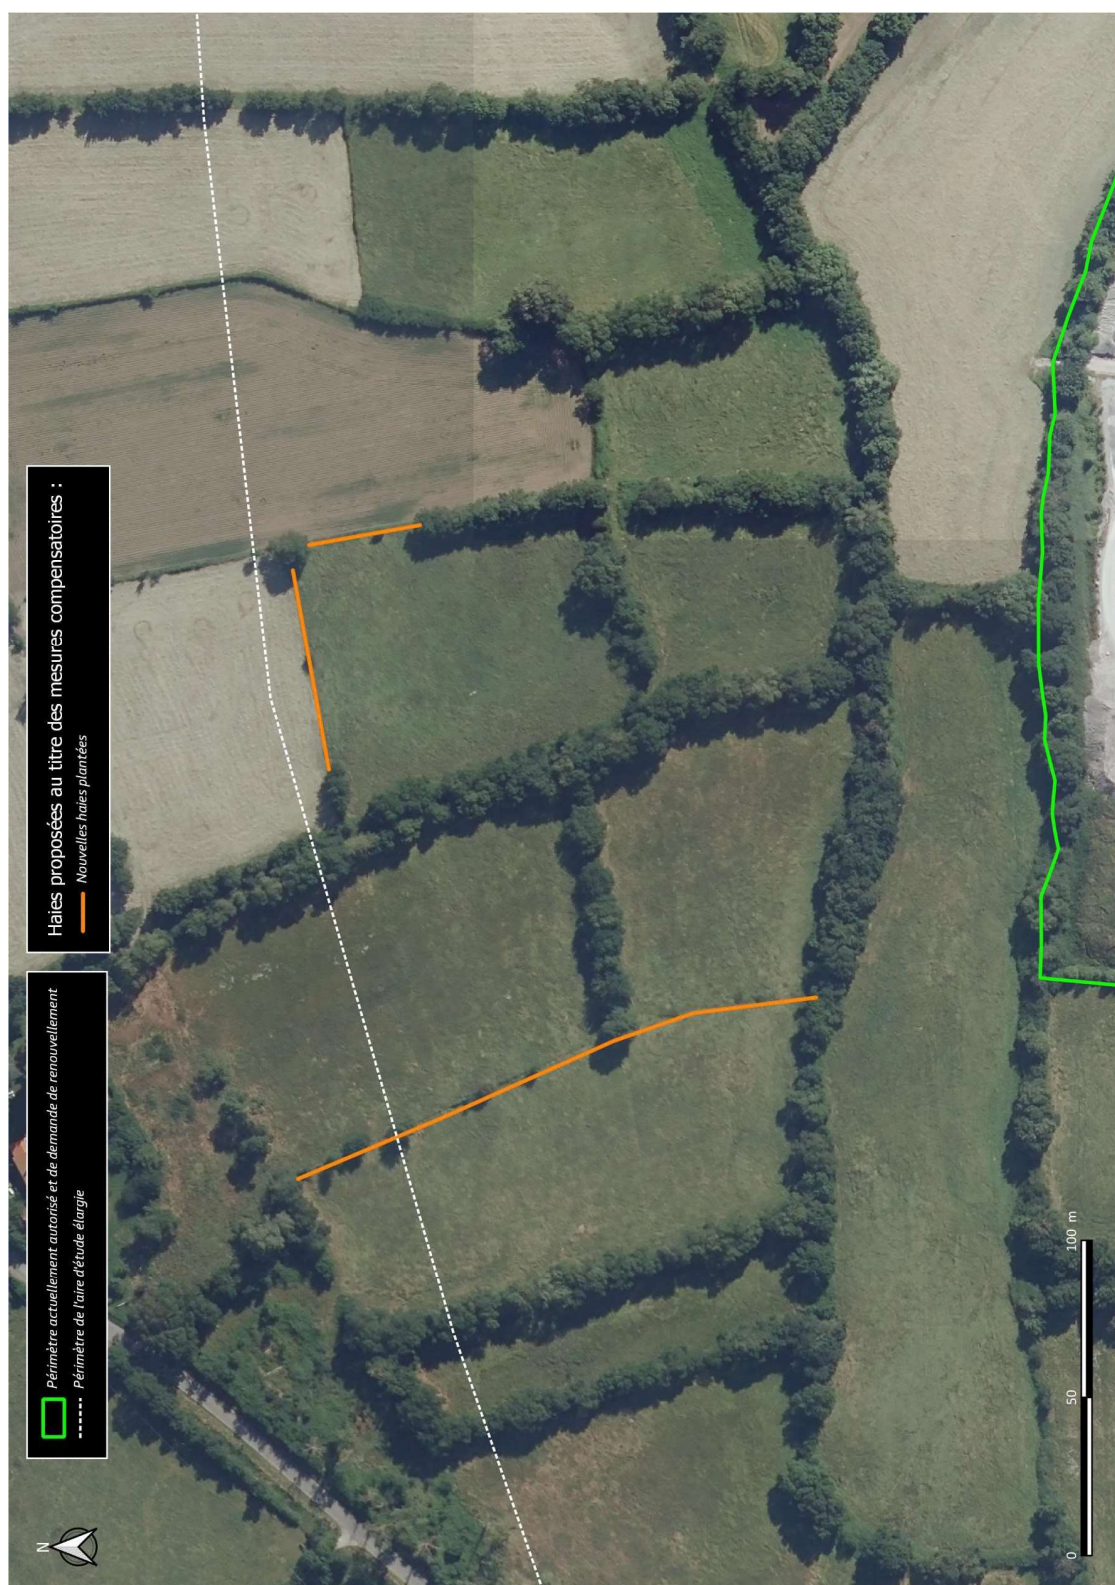 N
Périmètre actuellement autorisé et de demande de renouvellement
Périmètre de l'aire d'étude élargie
Haies proposées au titre des mesures compensatoires :
Nouvelles haies plantées
0 50 100 m